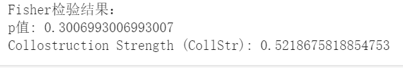 Fisher检验结果：
p值: 0.3006993006993007
Collostruction Strength (CollStr): 0.5218675818854753